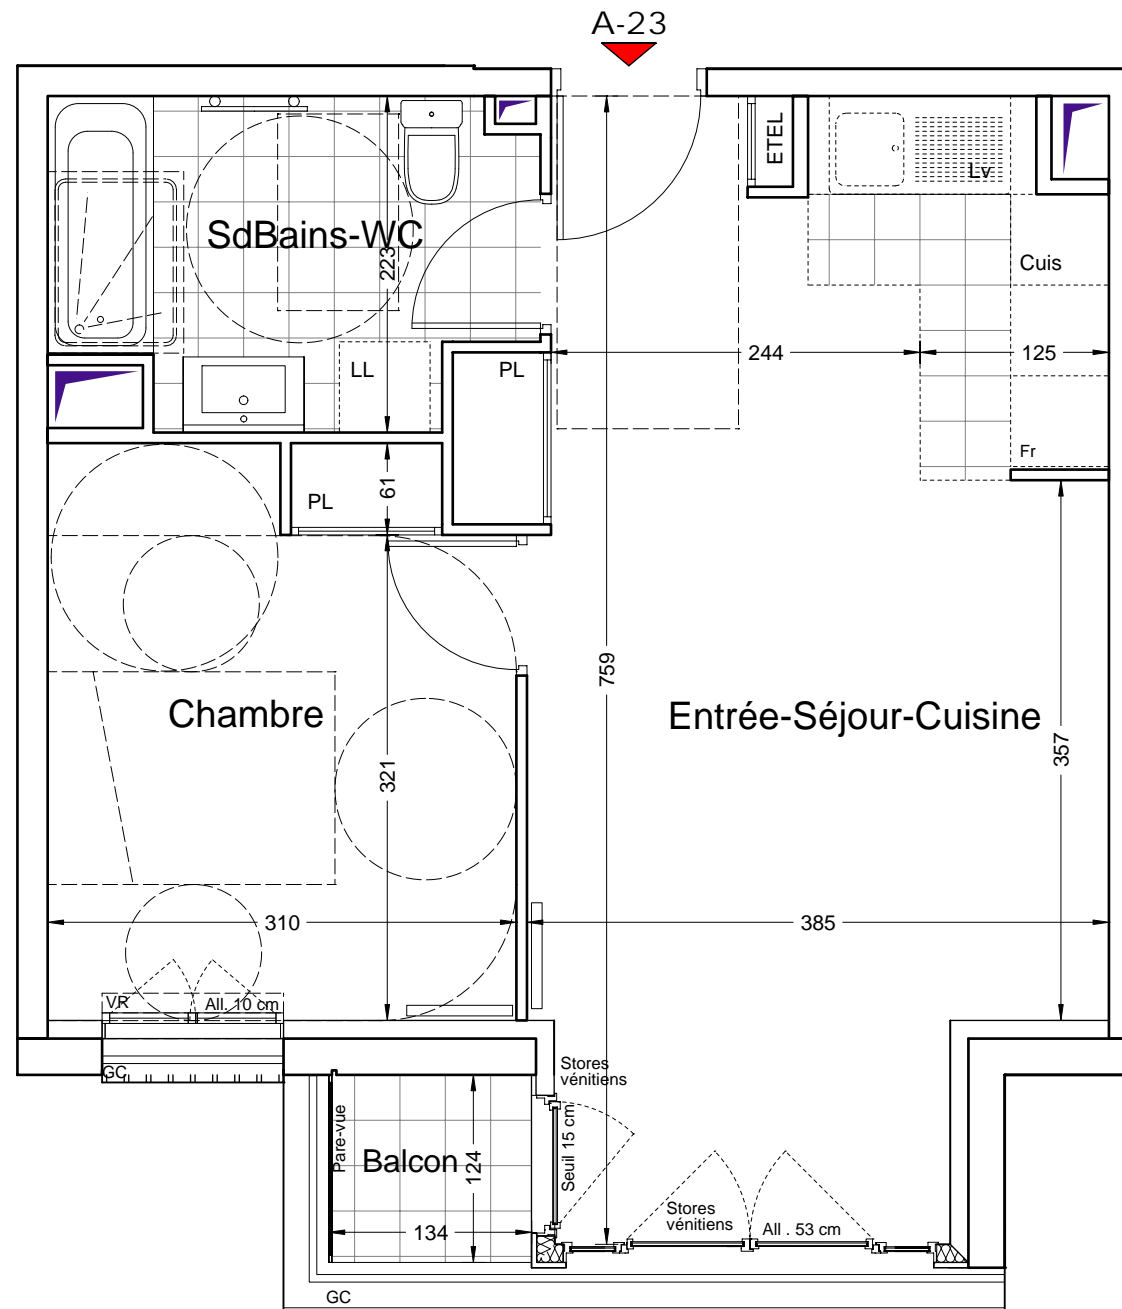 A-23
ETEL
Lv
SdBains-WC
223
Cuis
244
125
LL
PL
Fr
61
PL
759
Chambre
Entrée-Séjour-Cuisine
321
357
310
385
VR
All. 10 cm
GC
Stores
vénitiens
Pare-vue
Balcon
124
Seuil 15 cm
134
Stores
vénitiens
All . 53 cm
GC